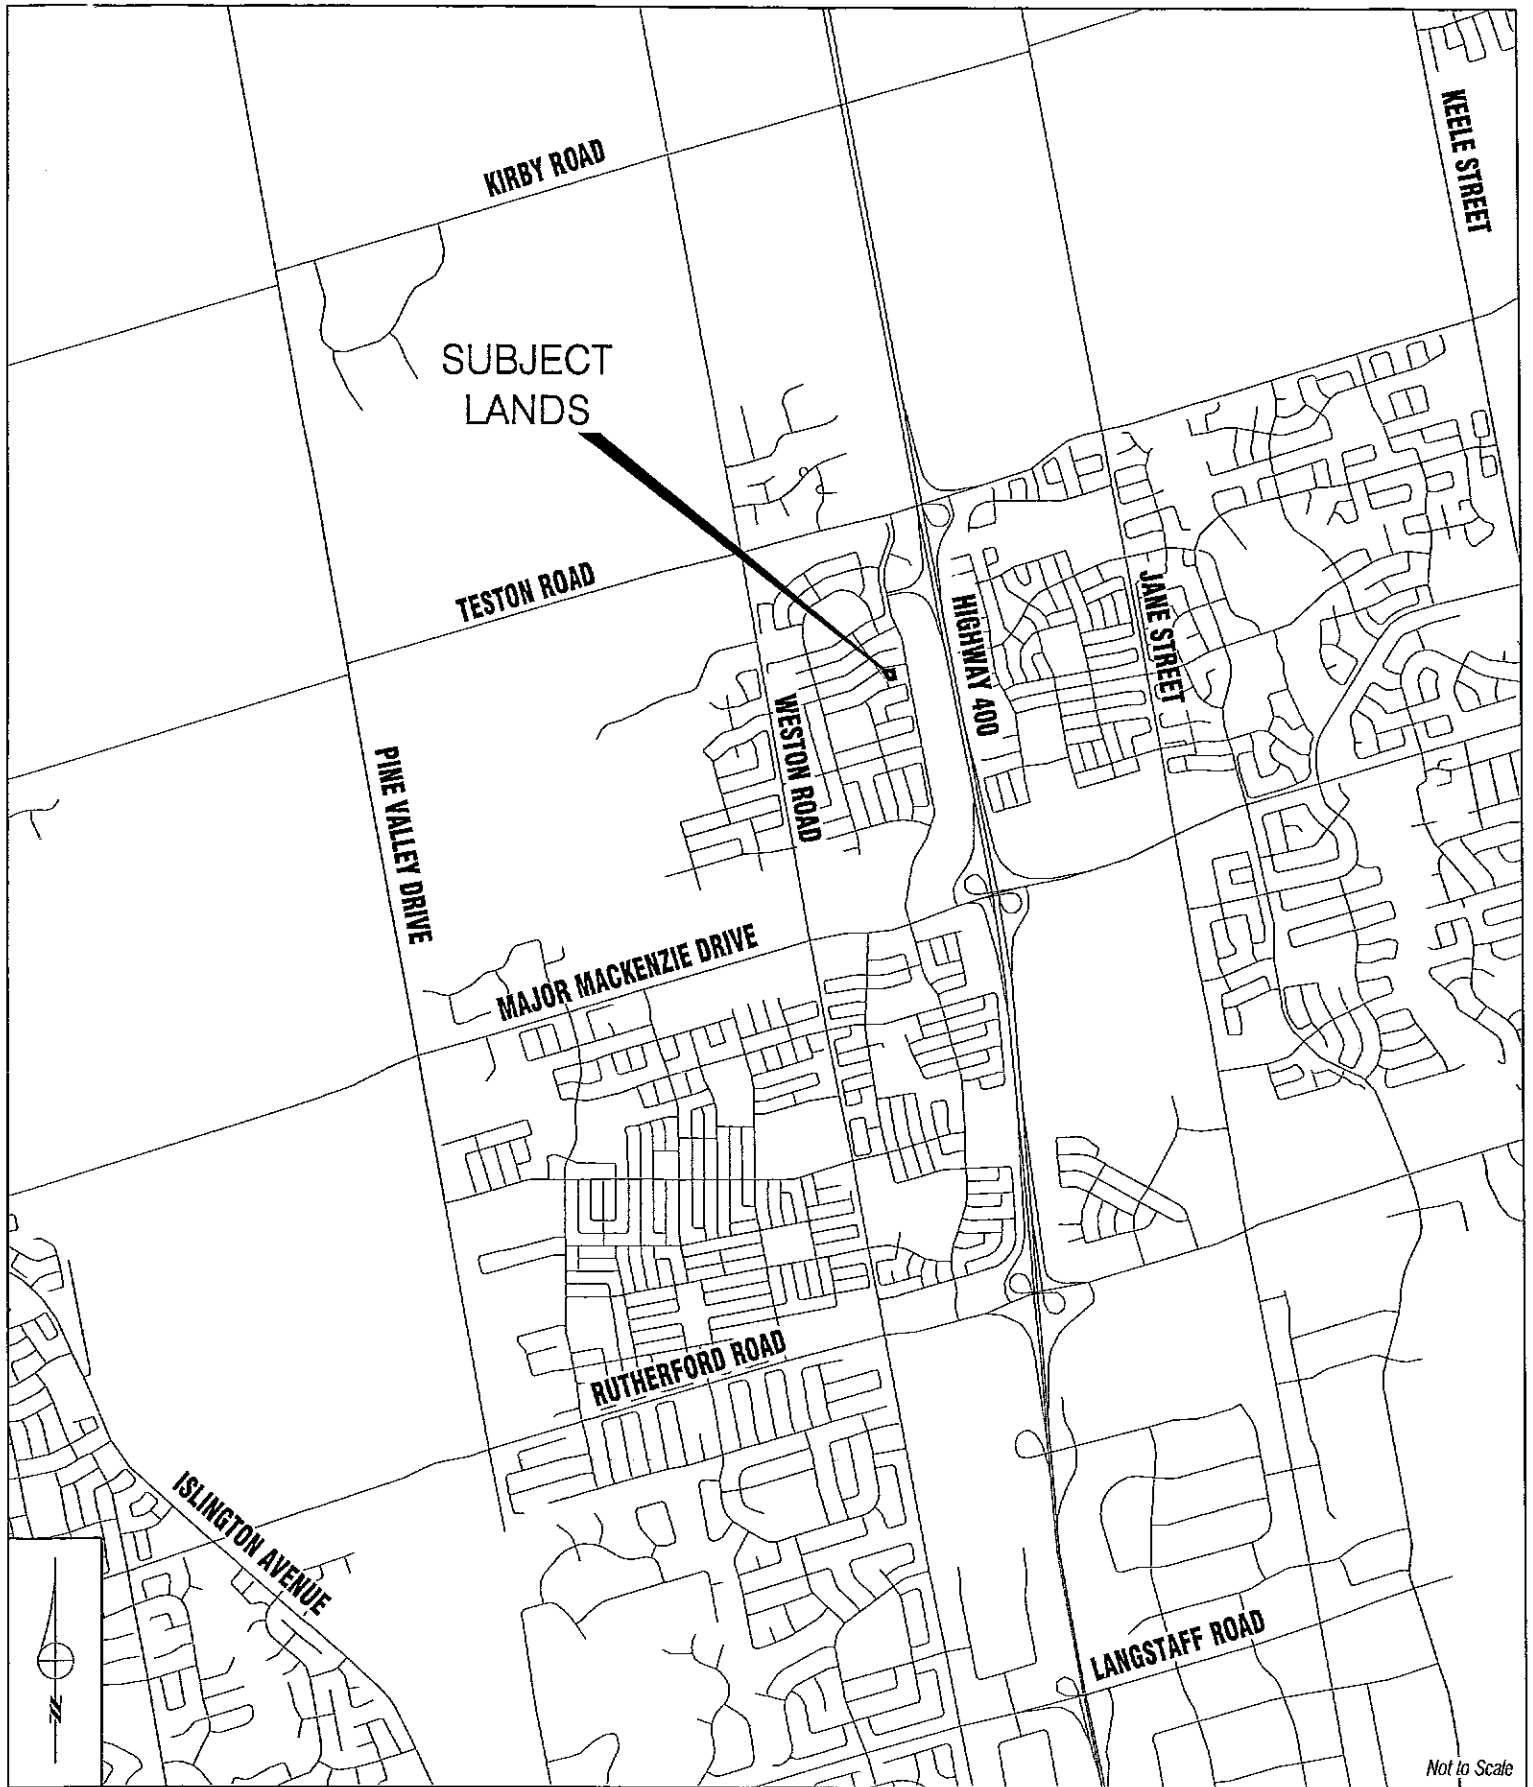 KIRBY ROAD
KEELE STREET
SUBJECT
LANDS
TESTON ROAD
HIGHWAY 400
JANE STREET
WESTON ROAD
PINE VALLEY DRIVE
MAJOR MACKENZIE DRIVE
RUTHERFORD ROAD
ISLINGTON AVENUE
LANGSTAFF ROAD
N
Not to Scale